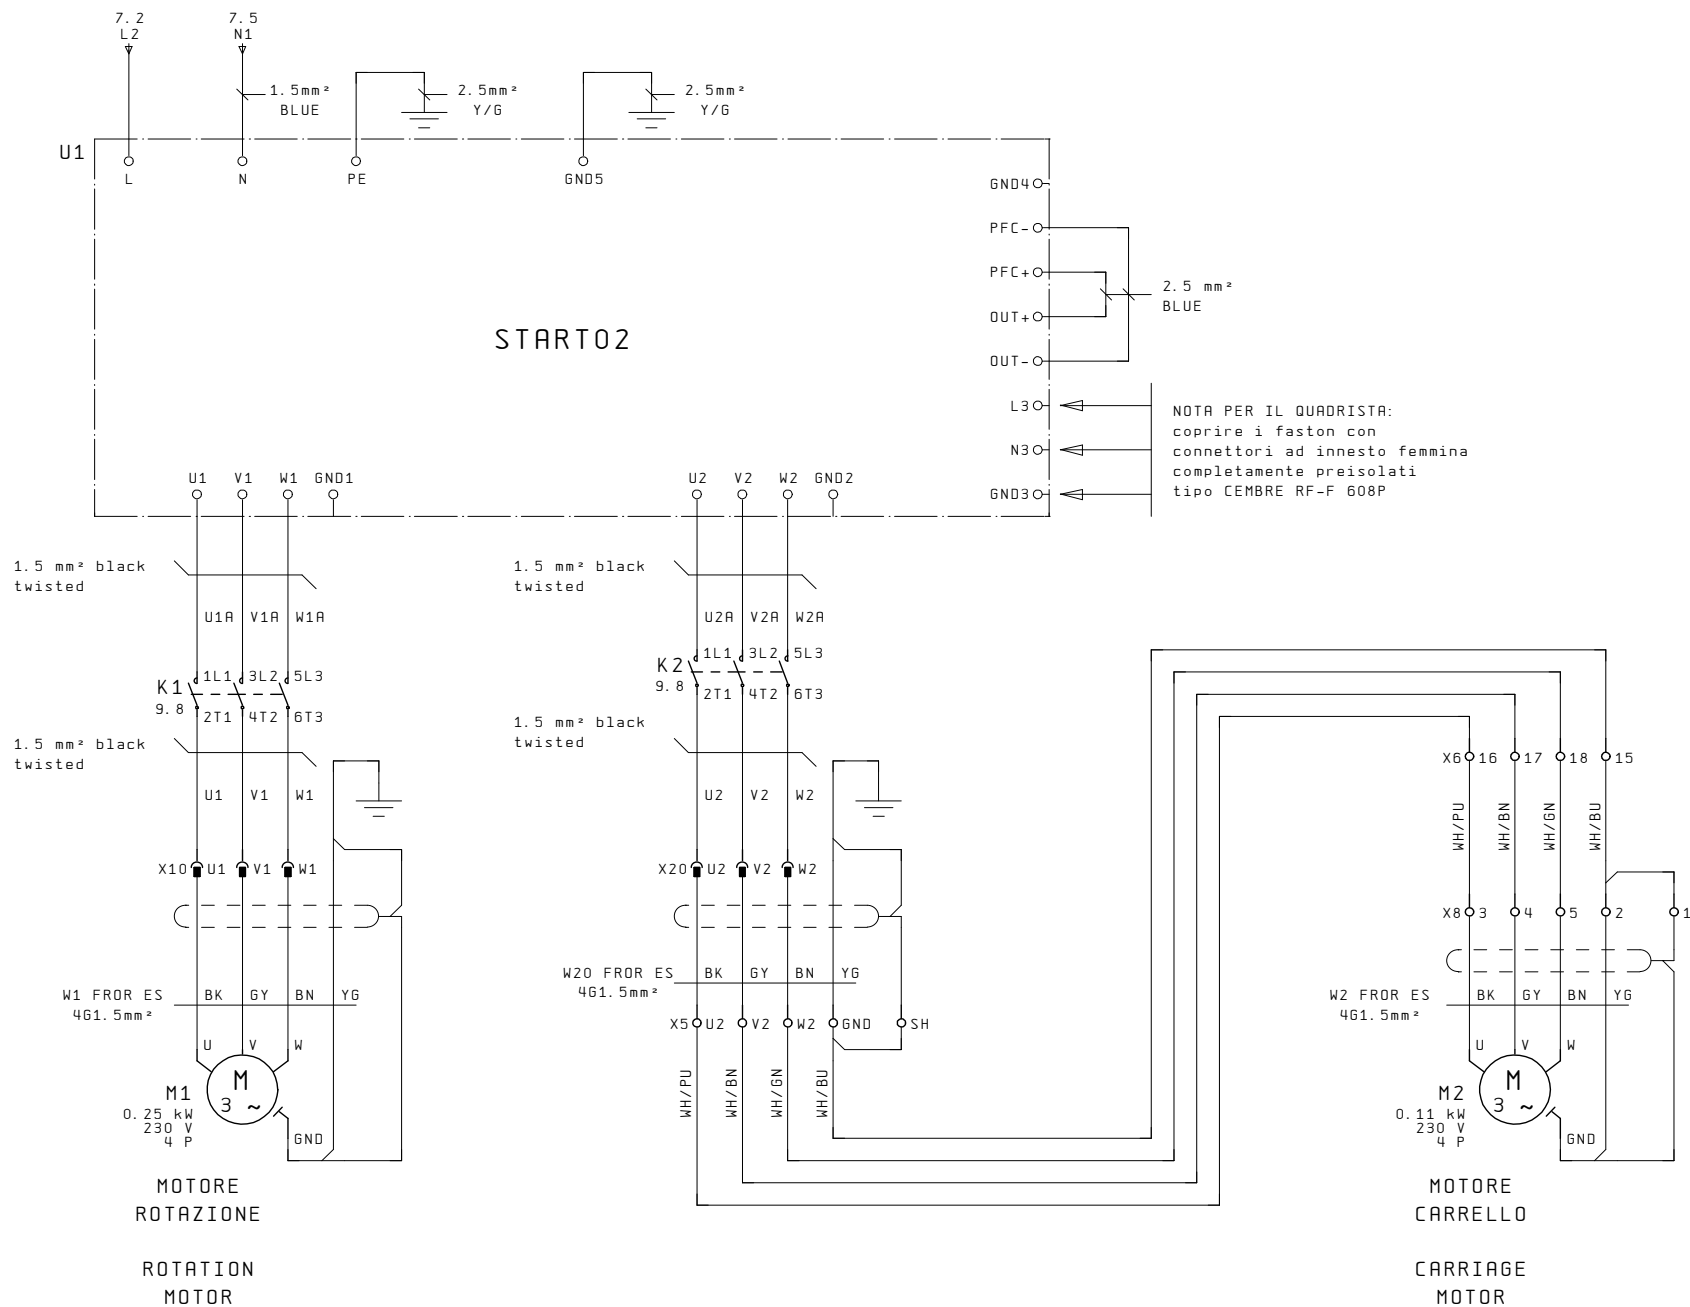 7.2
L2
7.5
N1
1.5mm²
BLUE
2.5mm²
Y/G
2.5mm²
Y/G
U1
L
N
PE
GND5
GND4
PFC-
PFC+
OUT+
OUT-
2.5 mm²
BLUE
START02
L3
N3
GND3
NOTA PER IL QUADRISTA:
coprire i faston con
connettori ad innesto femmina
completamente preisolati
tipo CEMBRE RF-F 608P
U1
V1
W1
GND1
U2
V2
W2
GND2
1.5 mm² black
twisted
1.5 mm² black
twisted
U1A
V1A
W1A
U2A
V2A
W2A
K1
9.8
1L1
3L2
5L3
2T1
4T2
6T3
K2
9.8
1L1
3L2
5L3
2T1
4T2
6T3
1.5 mm² black
twisted
1.5 mm² black
twisted
U1
V1
W1
U2
V2
W2
X6
16
17
18
15
WH/PU
WH/BN
WH/GN
WH/BU
X10
U1
V1
W1
X20
U2
V2
W2
X8
3
4
5
2
1
W1 FROR ES
4G1.5mm²
BK
GY
BN
YG
W20 FROR ES
4G1.5mm²
BK
GY
BN
YG
W2 FROR ES
4G1.5mm²
BK
GY
BN
YG
X5
U2
V2
W2
GND
SH
WH/PU
WH/BN
WH/GN
WH/BU
U
V
W
M
3 ~
M1
0.25 kW
230 V
4 P
GND
U
V
W
M
3 ~
M2
0.11 kW
230 V
4 P
GND
MOTORE
ROTAZIONE
ROTATION
MOTOR
MOTORE
CARRELLO
CARRIAGE
MOTOR